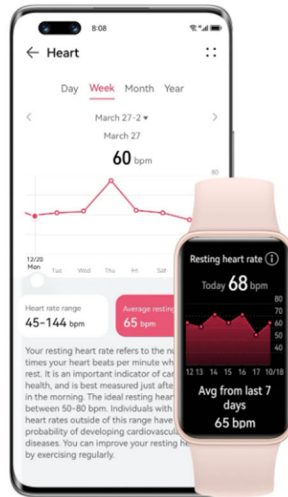 8:08
Heart
Day Week Month Year
March 27-2
March 27
60 bpm
80
12/20
Mon Tue Wed Thu Fri Sat
Heart rate range
45-144 bpm
Average resting
65 bpm
Your resting heart rate refers to the
times your heart beats per minute
rest. It is an important indicator of
health, and is best measured just
in the morning. The ideal resting
between 50-80 bpm. Individuals with
heart rates outside of this range have
probability of developing
diseases. You can improve your resting
by exercising regularly.
Resting heart rate
Today 68 bpm
80
70
60
50
12 13 14 15 16 17 10/18
Avg from last 7
days
65 bpm